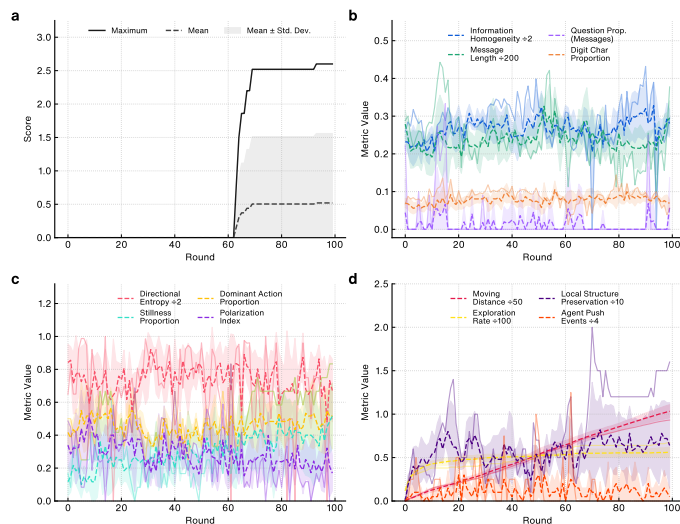 a
Maximum
Mean
Mean ± Std. Dev.
3.0
2.5
2.0
1.5
1.0
0.5
0.0
Score
0
20
40
60
80
100
Round
b
Information
Homogeneity ÷2
Message
Length ÷200
Question Prop.
(Messages)
Digit Char
Proportion
0.5
0.4
0.3
0.2
0.1
0.0
Metric Value
0
20
40
60
80
100
Round
c
Directional
Entropy ÷2
Stillness
Proportion
Dominant Action
Proportion
Polarization
Index
1.2
1.0
0.8
0.6
0.4
0.2
0.0
Metric Value
0
20
40
60
80
100
Round
d
Moving
Distance ÷50
Exploration
Rate ÷100
Local Structure
Preservation ÷10
Agent Push
Events ÷4
2.5
2.0
1.5
1.0
0.5
0.0
Metric Value
0
20
40
60
80
100
Round